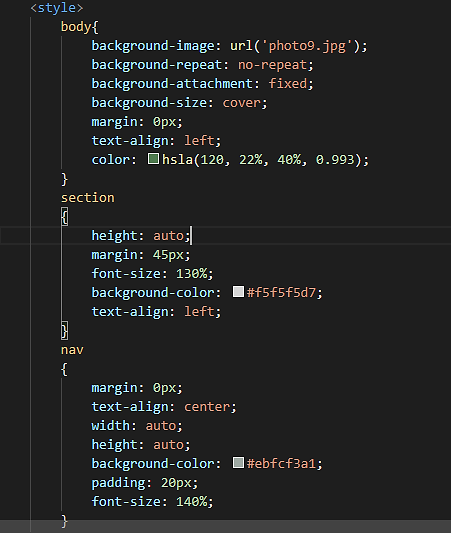 <style>
body{
background-image: url('photo9.jpg');
background-repeat: no-repeat;
background-attachment: fixed;
background-size: cover;
margin: 0px;
text-align: left;
color: hsla(120, 22%, 40%, 0.993);
}
section
{
height: auto;
margin: 45px;
font-size: 130%;
background-color: #f5f5f5d7;
text-align: left;
}
nav
{
margin: 0px;
text-align: center;
width: auto;
height: auto;
background-color: #ebfcf3a1;
padding: 20px;
font-size: 140%;
}